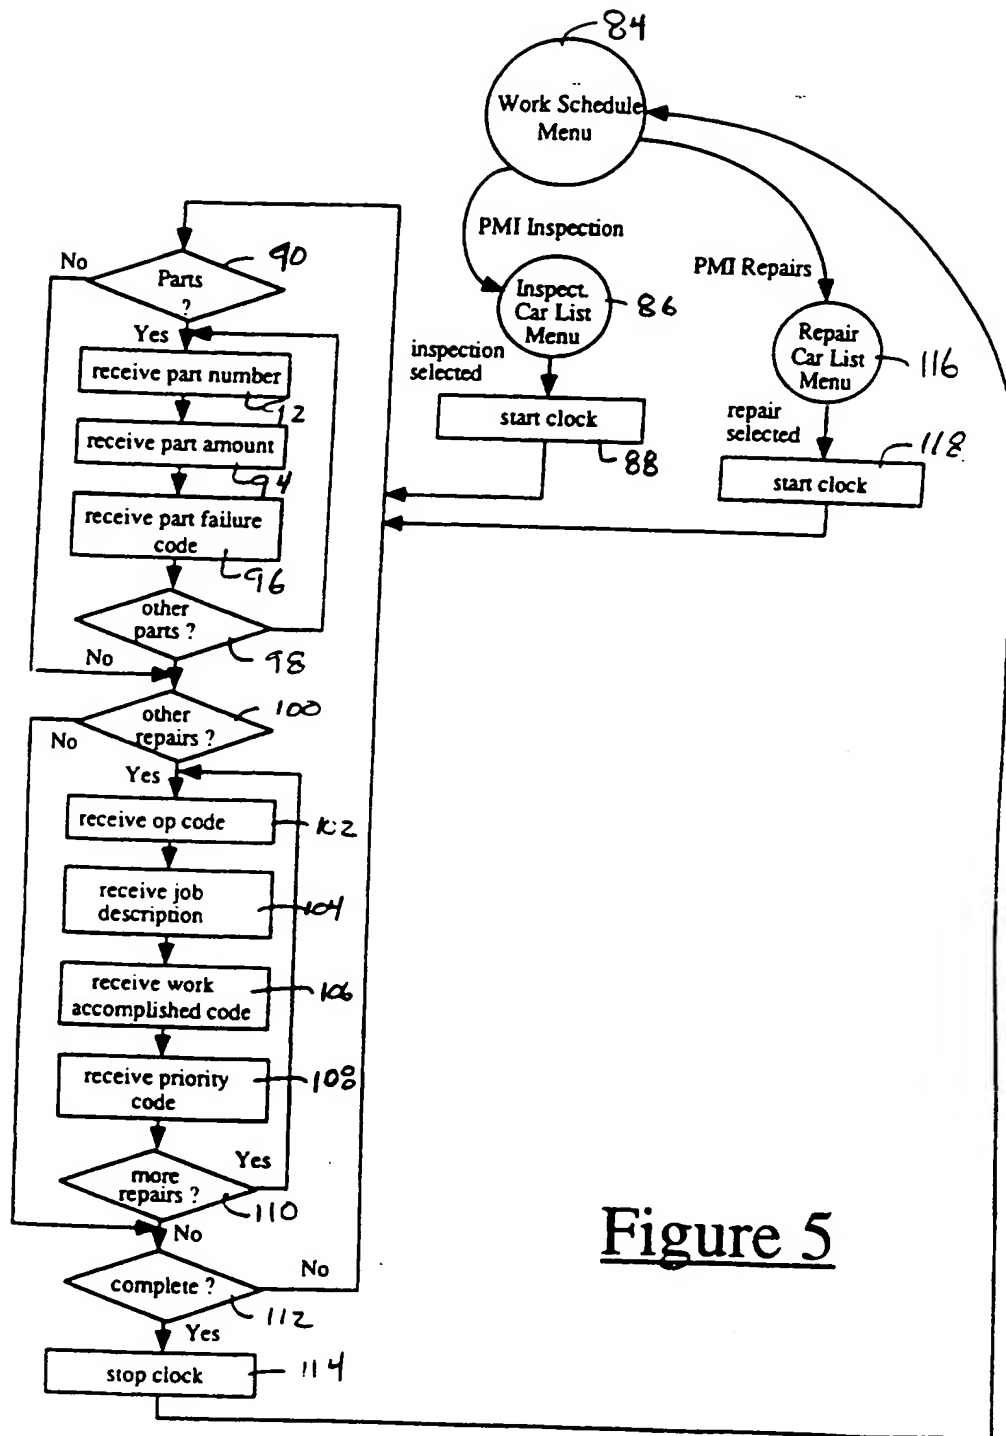 84
Work Schedule
Menu
PMI Inspection
PMI Repairs
Inspect.
Car List
Menu
86
inspection
selected
start clock
88
Repair
Car List
Menu
116
repair
selected
118
start clock
90
No
Parts
?
Yes
receive part number
92
receive part amount
94
receive part failure
code
96
other
parts ?
98
No
100
other
repairs ?
No
Yes
receive op code
102
receive job
description
104
receive work
accomplished code
106
receive priority
code
108
Yes
more
repairs ?
110
No
complete ?
No
112
Yes
stop clock
114
Figure 5